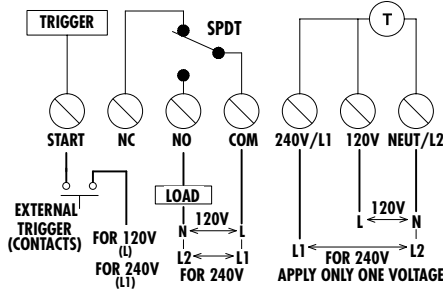 TRIGGER
SPDT
T
START NC NO COM 240V/L1 120V NEUT/L2
LOAD
EXTERNAL
TRIGGER
(CONTACTS)
FOR 120V
(L)
FOR 240V
(L1)
N 120V L
L2 L1
FOR 240V
L 120V N
L1 L2
FOR 240V
APPLY ONLY ONE VOLTAGE